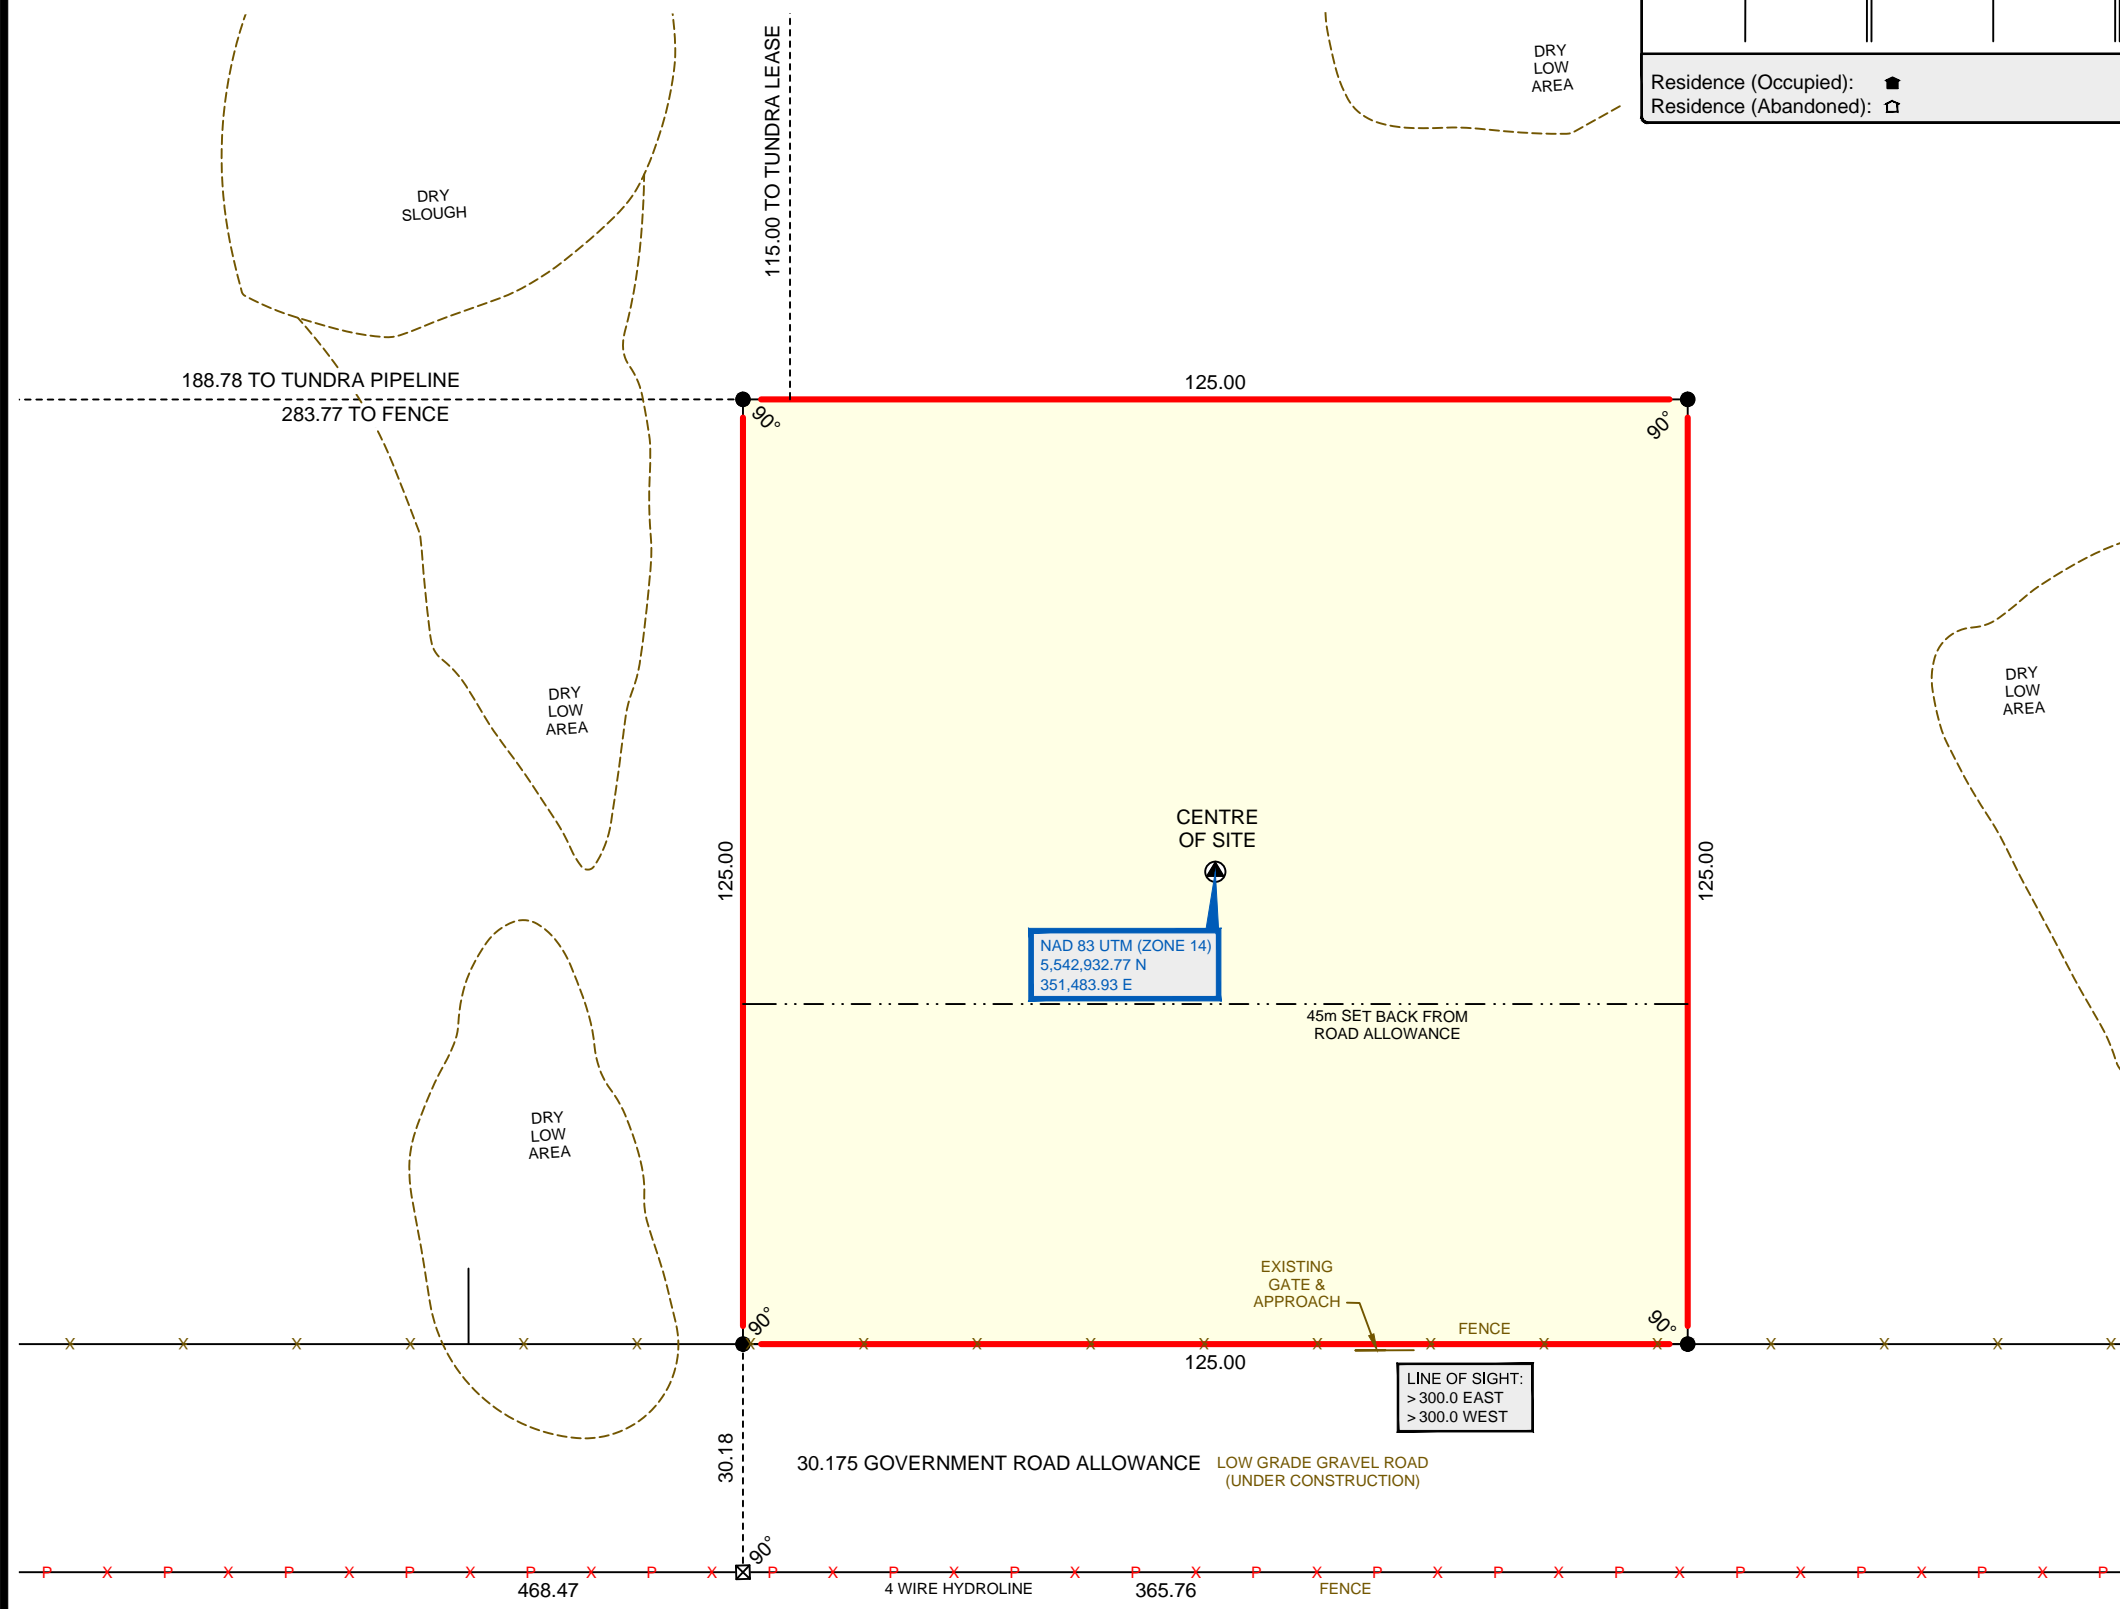 DRY
LOW
AREA
Residence (Occupied):
Residence (Abandoned):
115.00 TO TUNDRA LEASE
DRY
SLOUGH
188.78 TO TUNDRA PIPELINE
283.77 TO FENCE
125.00
90°
90°
DRY
LOW
AREA
DRY
LOW
AREA
CENTRE
OF SITE
125.00
125.00
NAD 83 UTM (ZONE 14)
5,542,932.77 N
351,483.93 E
45m SET BACK FROM
ROAD ALLOWANCE
DRY
LOW
AREA
EXISTING
GATE &
APPROACH
FENCE
90°
90°
125.00
LINE OF SIGHT:
>300.0 EAST
>300.0 WEST
30.18
30.175 GOVERNMENT ROAD ALLOWANCE
LOW GRADE GRAVEL ROAD
(UNDER CONSTRUCTION)
90°
P X P X P X P X P X P X P X P X P X P X P X P X P X P X P X P X P X P
468.47
4 WIRE HYDROLINE
365.76
FENCE